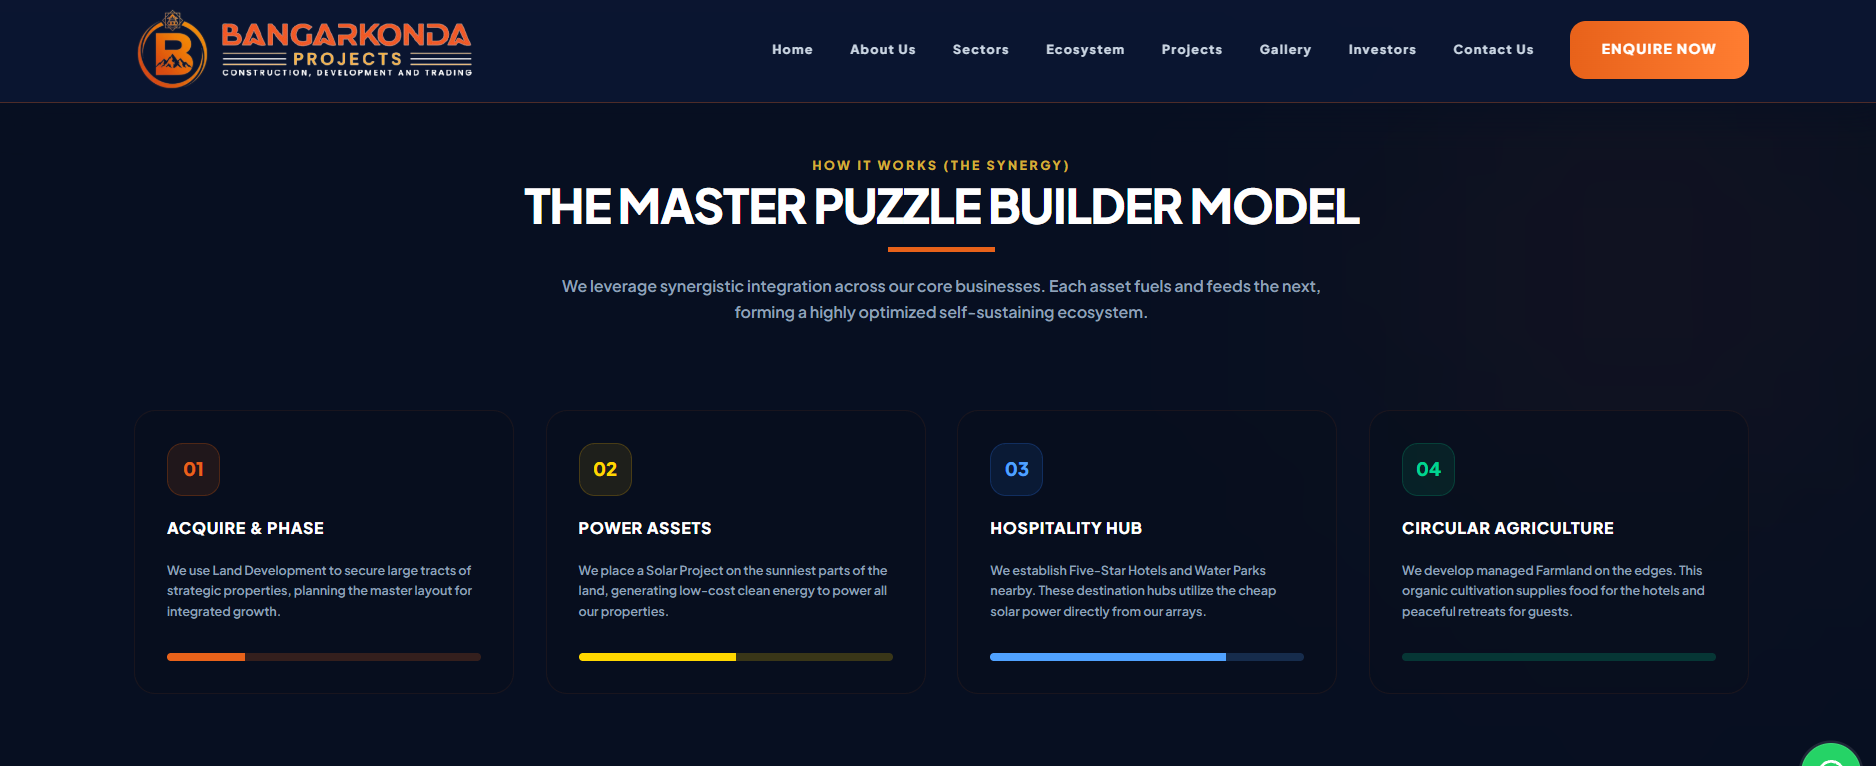 BANGARKONDA
PROJECTS
CONSTRUCTION, DEVELOPMENT AND TRADING
Home
About Us
Sectors
Ecosystem
Projects
Gallery
Investors
Contact Us
ENQUIRE NOW
HOW IT WORKS (THE SYNERGY)
THE MASTER PUZZLE BUILDER MODEL
We leverage synergistic integration across our core businesses. Each asset fuels and feeds the next,
forming a highly optimized self-sustaining ecosystem.
01
ACQUIRE & PHASE
We use Land Development to secure large tracts of
strategic properties, planning the master layout for
integrated growth.
02
POWER ASSETS
We place a Solar Project on the sunniest parts of the
land, generating low-cost clean energy to power all
our properties.
03
HOSPITALITY HUB
We establish Five-Star Hotels and Water Parks
nearby. These destination hubs utilize the cheap
solar power directly from our arrays.
04
CIRCULAR AGRICULTURE
We develop managed Farmland on the edges. This
organic cultivation supplies food for the hotels and
peaceful retreats for guests.